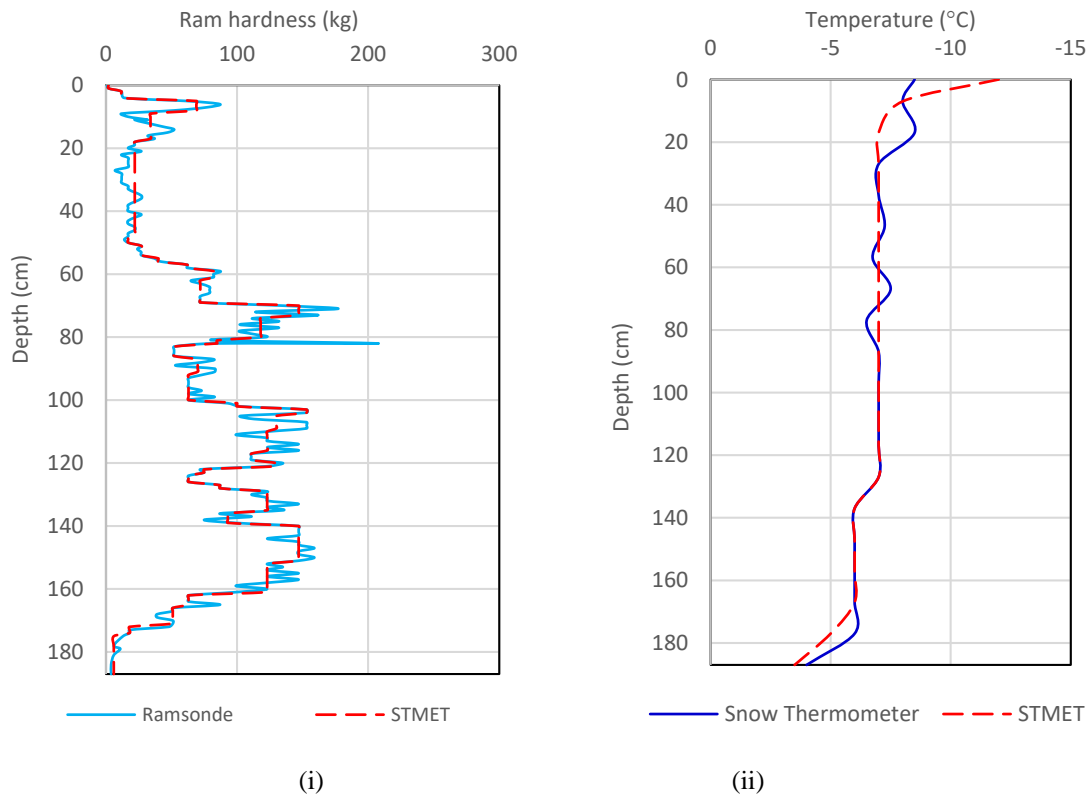 Ram hardness (kg)
0 100 200 300
0
20
40
60
80
100
120
140
160
180
Depth (cm)
Ramsonde STMET
(i)
Temperature (°C)
0 -5 -10 -15
0
20
40
60
80
100
120
140
160
180
Depth (cm)
Snow Thermometer STMET
(ii)